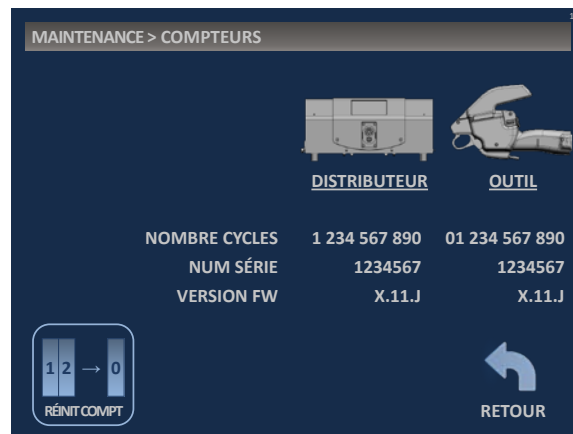 MAINTENANCE > COMPTEURS
DISTRIBUTEUR OUTIL
NOMBRE CYCLES 1 234 567 890 01 234 567 890
NUM SÉRIE 1234567 1234567
VERSION FW X.11.J X.11.J
1 2 → 0
RÉINIT COMPT
RETOUR